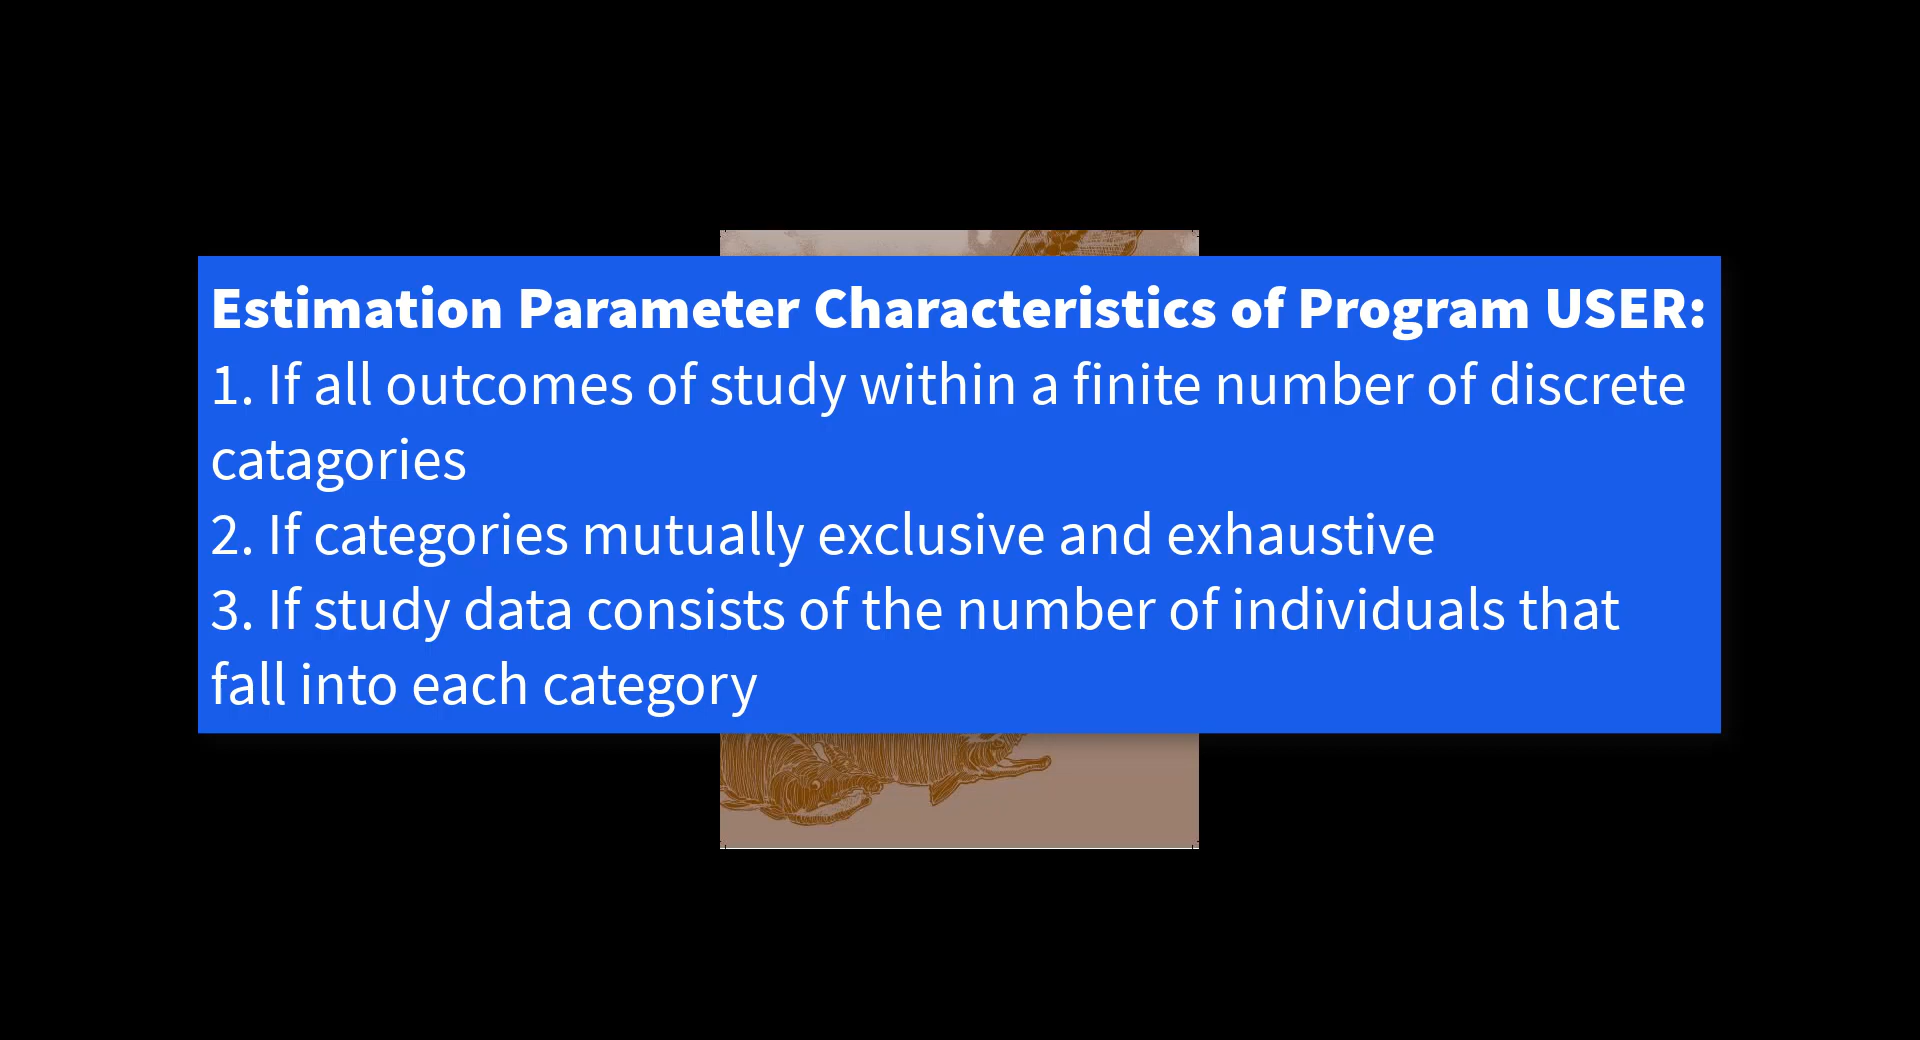 Estimation Parameter Characteristics of Program USER:
1. If all outcomes of study within a finite number of discrete
catagories
2. If categories mutually exclusive and exhaustive
3. If study data consists of the number of individuals that
fall into each category